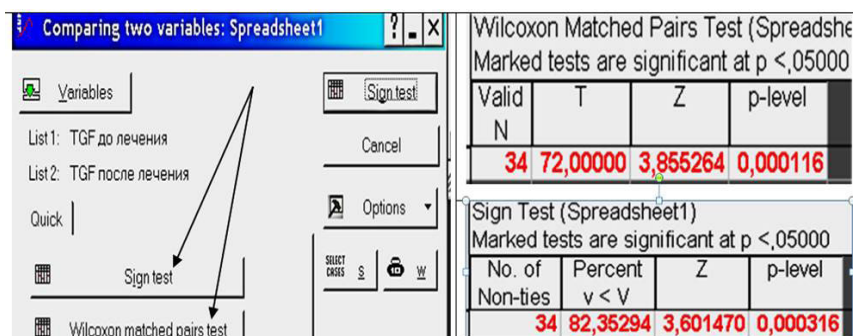 Comparing two variables: Spreadsheet1
Variables
List 1: TGF до лечения
List 2: TGF после лечения
Quick
Sign test
Wilcoxon matched pairs test
Sign test
Cancel
Options
SELECT CASES S W
Wilcoxon Matched Pairs Test (Spreadshe
Marked tests are significant at p <,05000
Valid N T Z p-level
34 72,00000 3,855264 0,000116
Sign Test (Spreadsheet1)
Marked tests are significant at p <,05000
No. of Non-ties Percent v < V Z p-level
34 82,35294 3,601470 0,000316